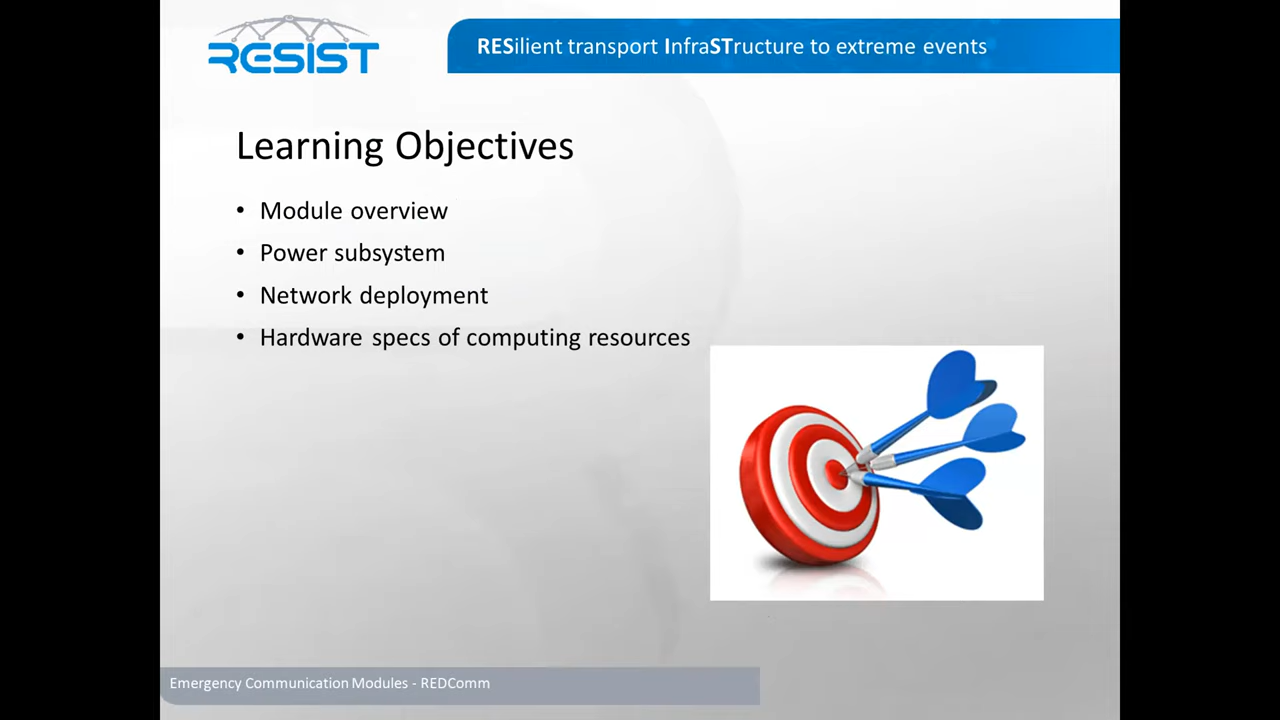 RESIST
RESilient transport InfraSTructure to extreme events
Learning Objectives
• Module overview
• Power subsystem
• Network deployment
• Hardware specs of computing resources
Emergency Communication Modules - REDComm